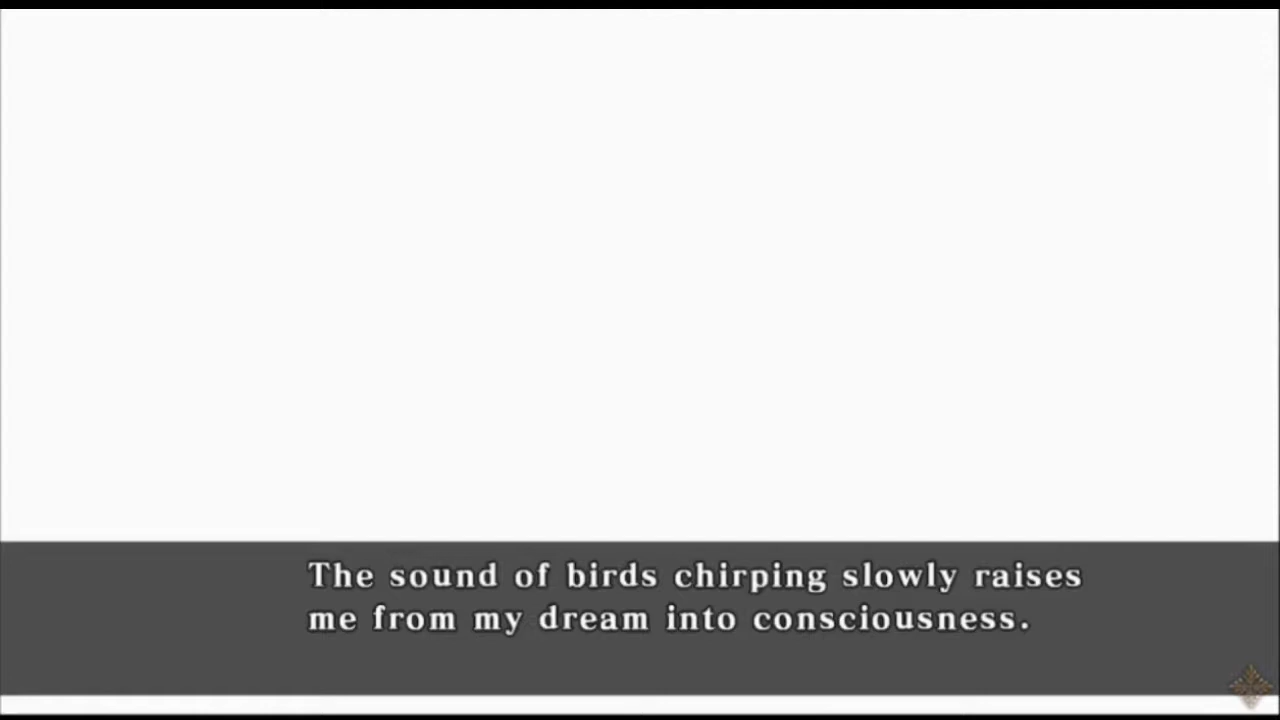 The sound of birds chirping slowly raises
me from my dream into consciousness.